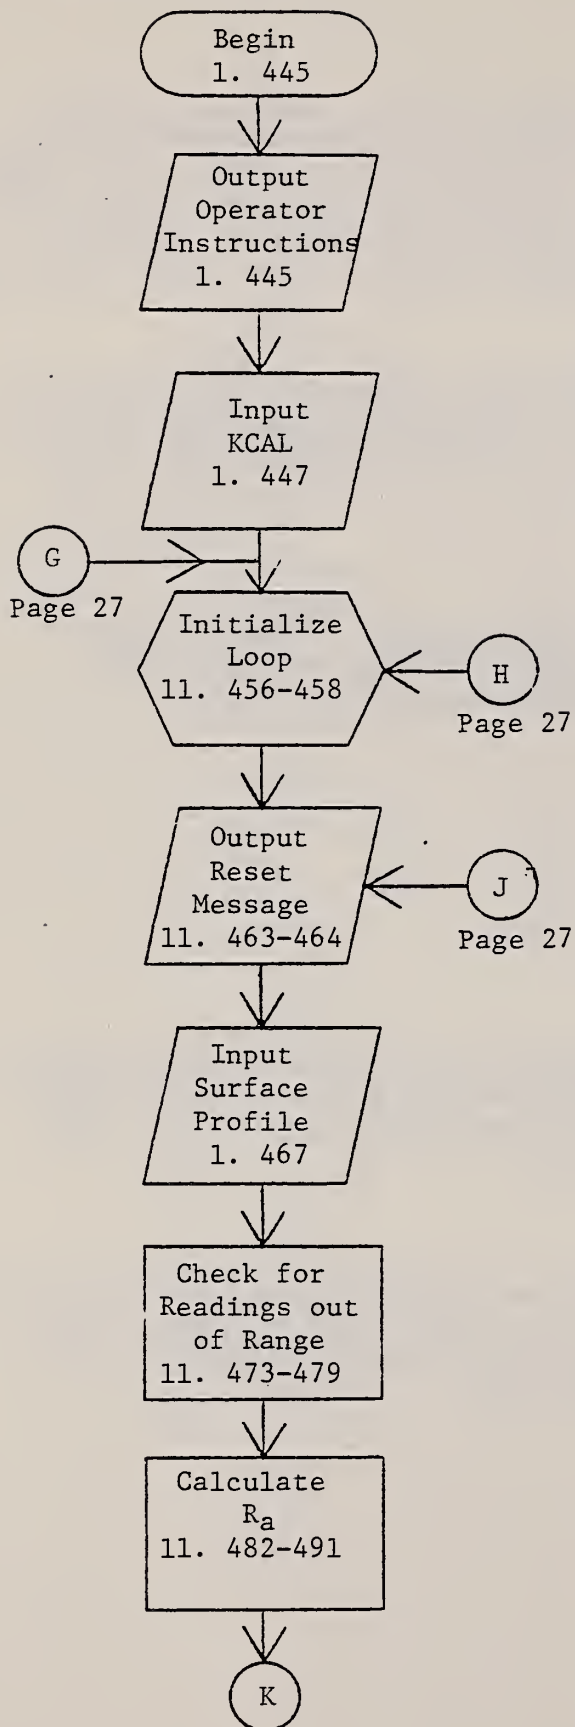 Begin
1. 445
Output
Operator
Instructions
1. 445
Input
KCAL
1. 447
G
Page 27
Initialize
Loop
11. 456-458
H
Page 27
Output
Reset
Message
11. 463-464
J
Page 27
Input
Surface
Profile
1. 467
Check for
Readings out
of Range
11. 473-479
Calculate
Ra
11. 482-491
K